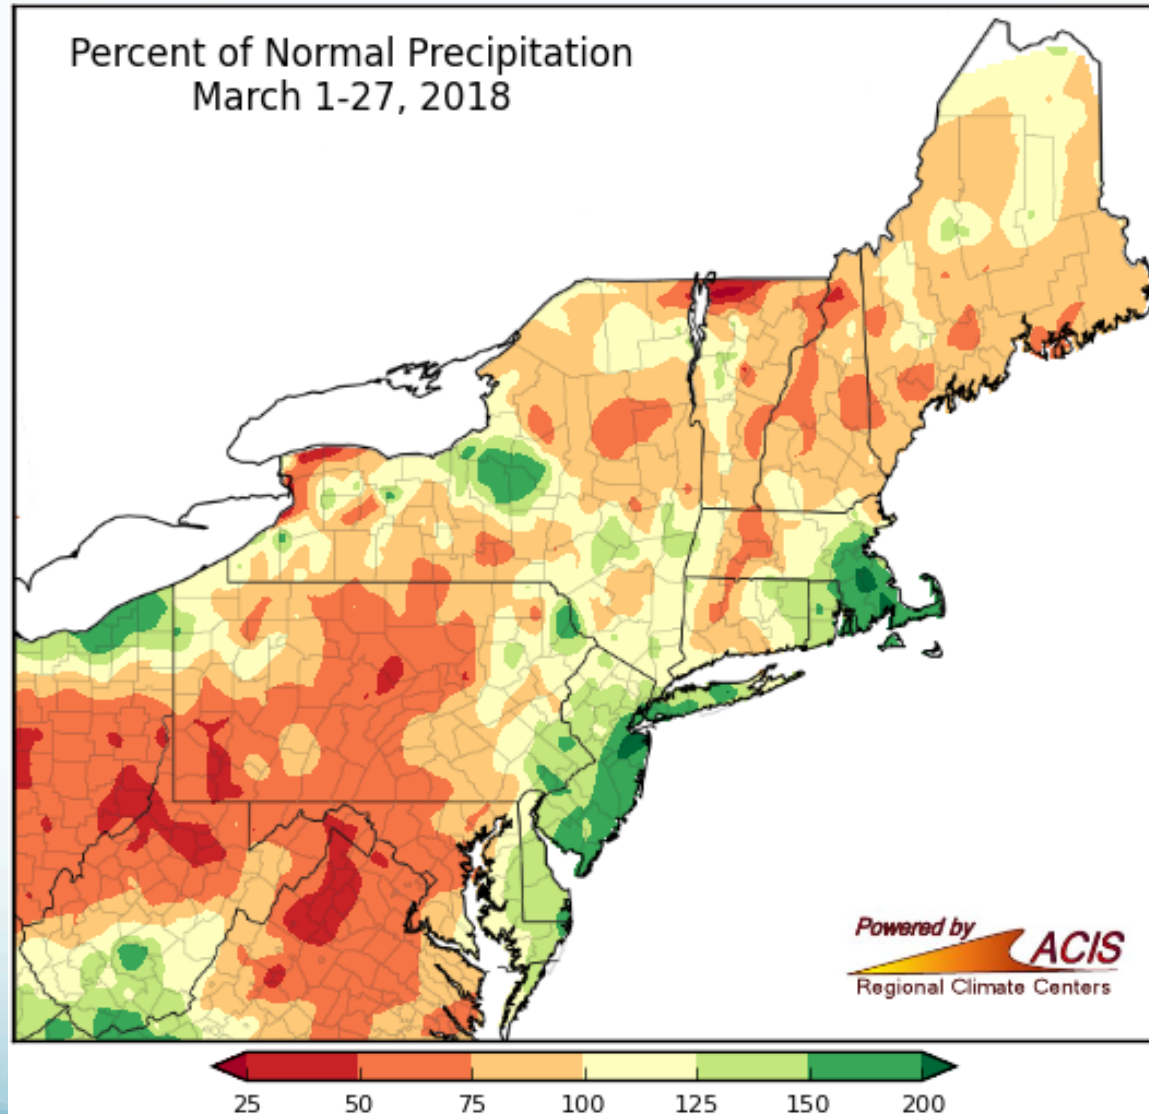 Percent of Normal Precipitation
March 1-27, 2018
Powered by
ACIS
Regional Climate Centers
25 50 75 100 125 150 200